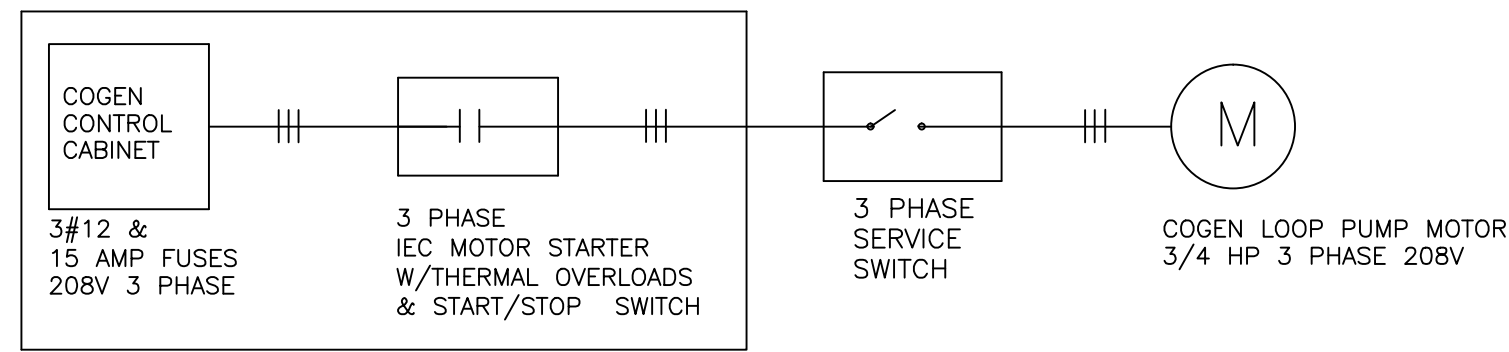 COGEN
CONTROL
CABINET
3#12 &
15 AMP FUSES
208V 3 PHASE
3 PHASE
IEC MOTOR STARTER
W/THERMAL OVERLOADS
& START/STOP SWITCH
3 PHASE
SERVICE
SWITCH
M
COGEN LOOP PUMP MOTOR
3/4 HP 3 PHASE 208V